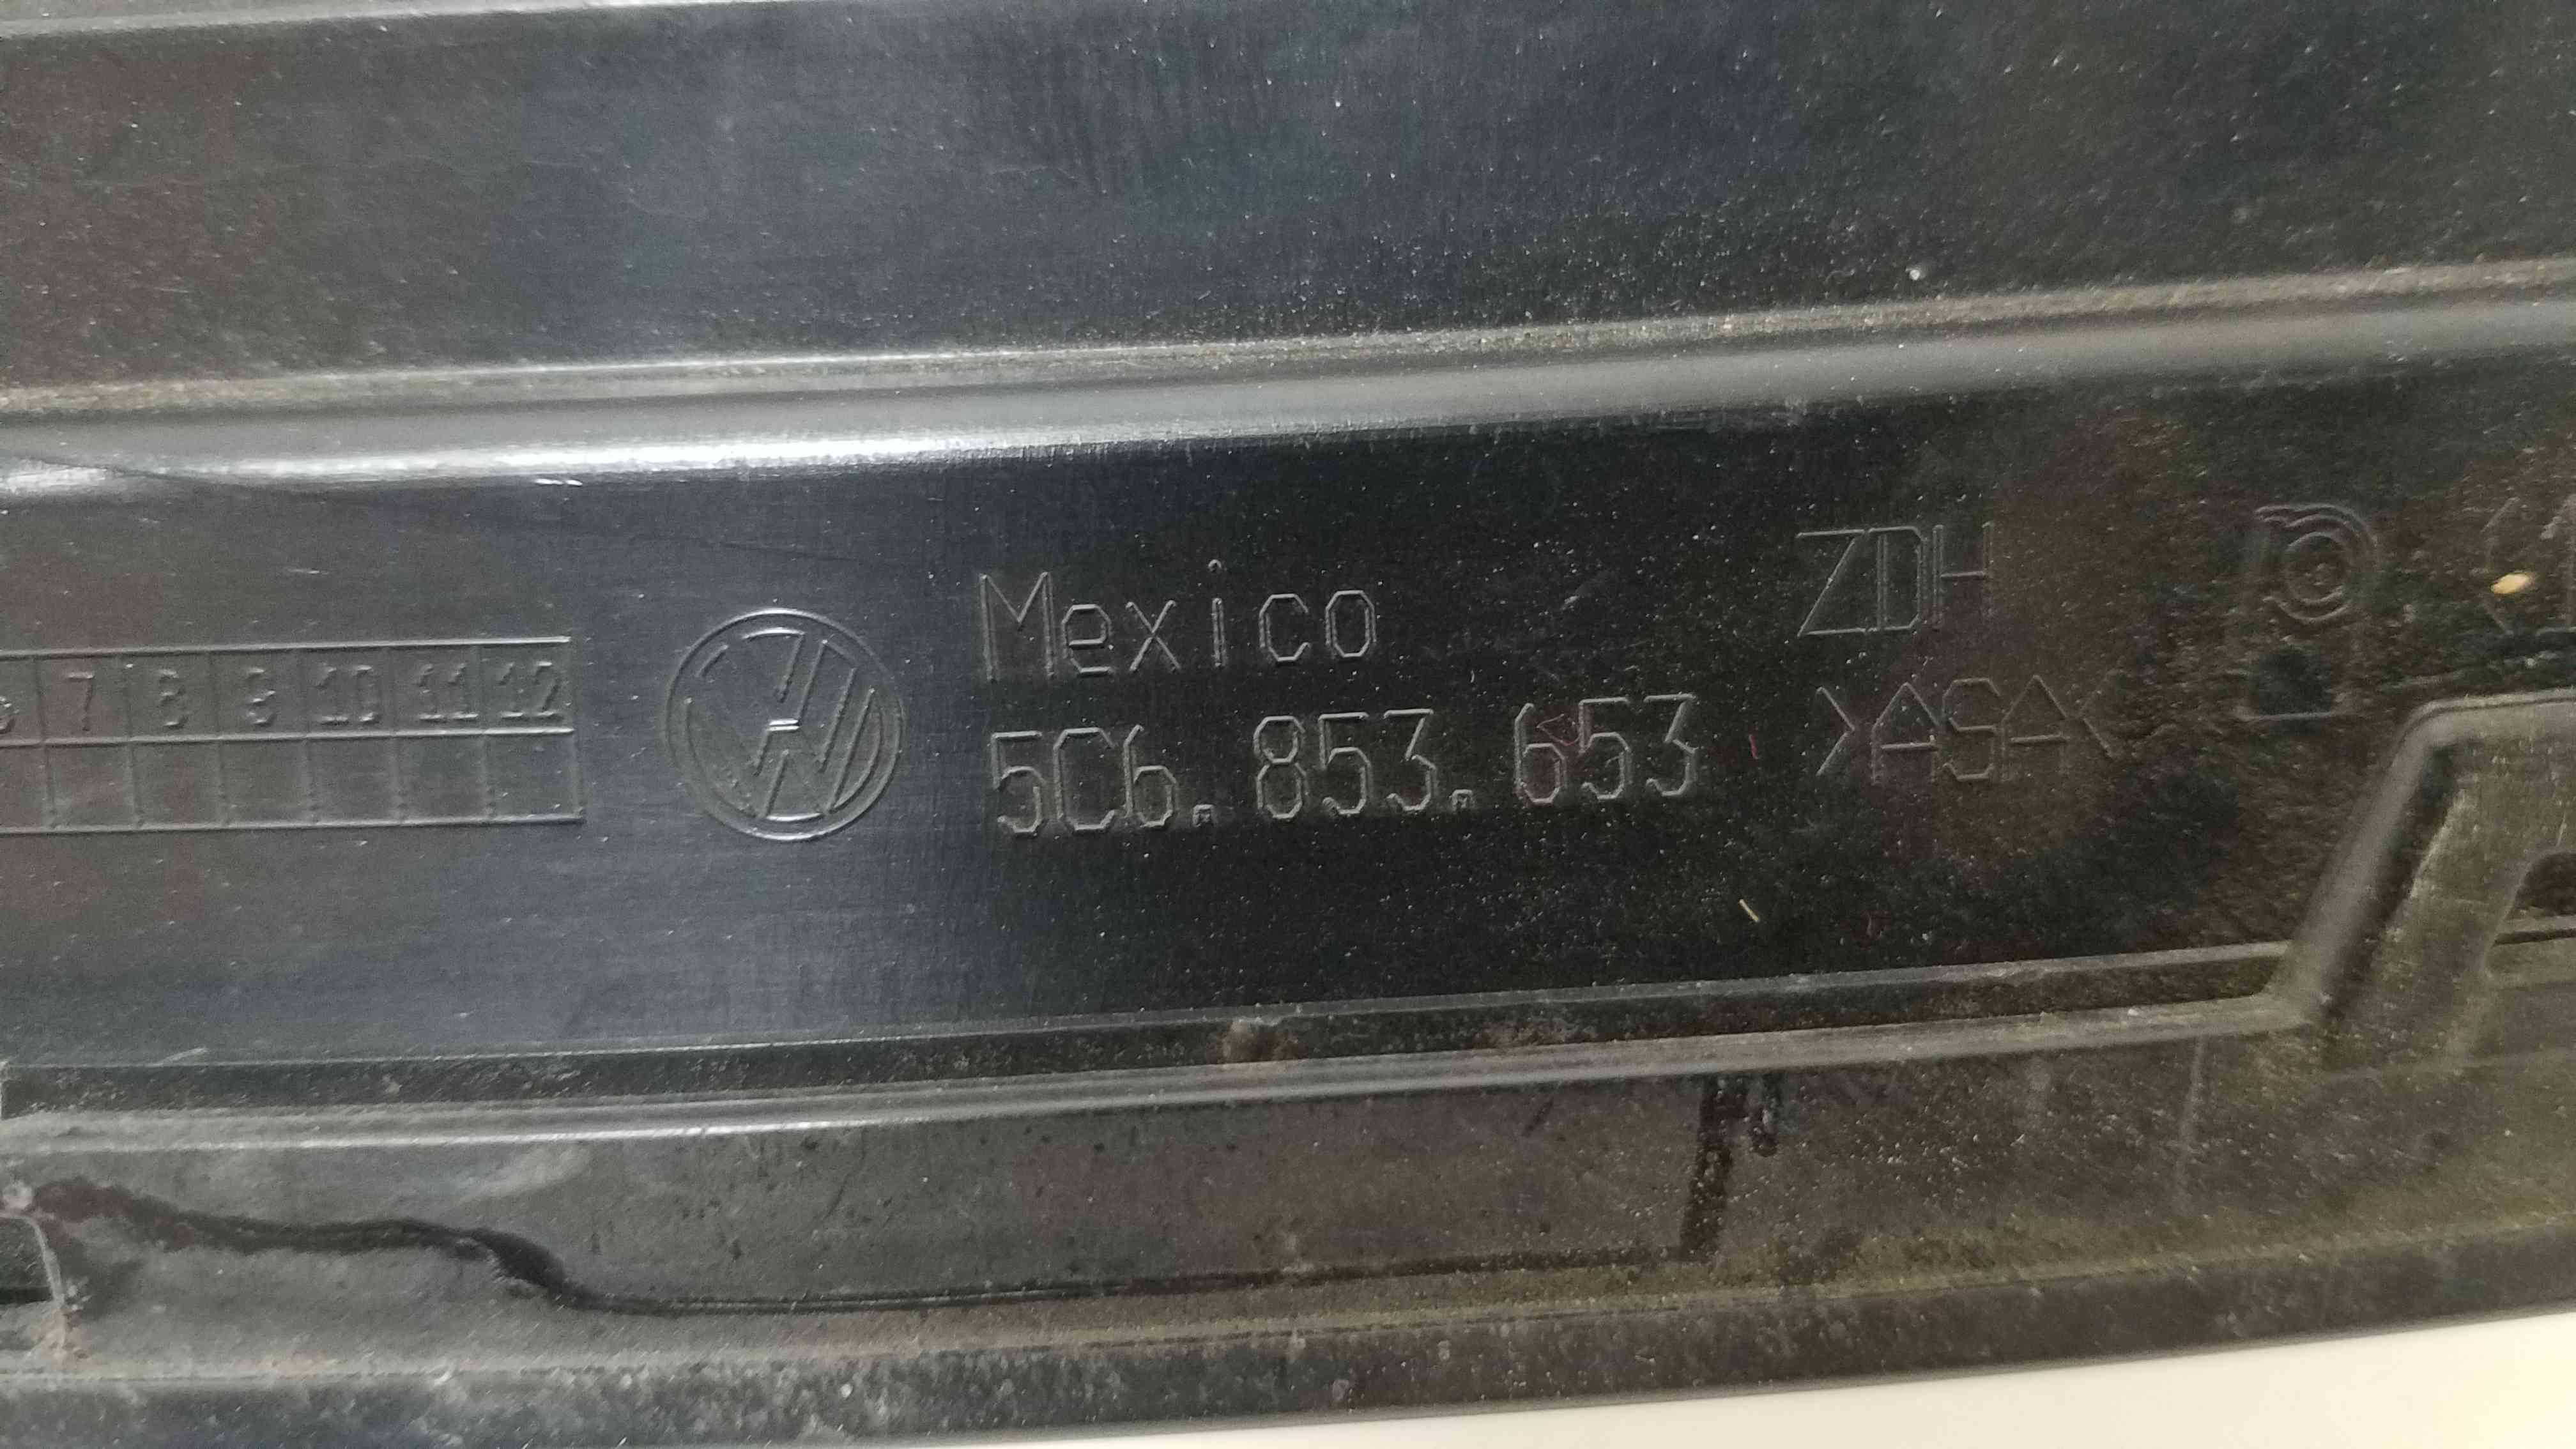 7 8 9 10 11 12
Mexico
5C6.853.653
ZDH
>ASA<